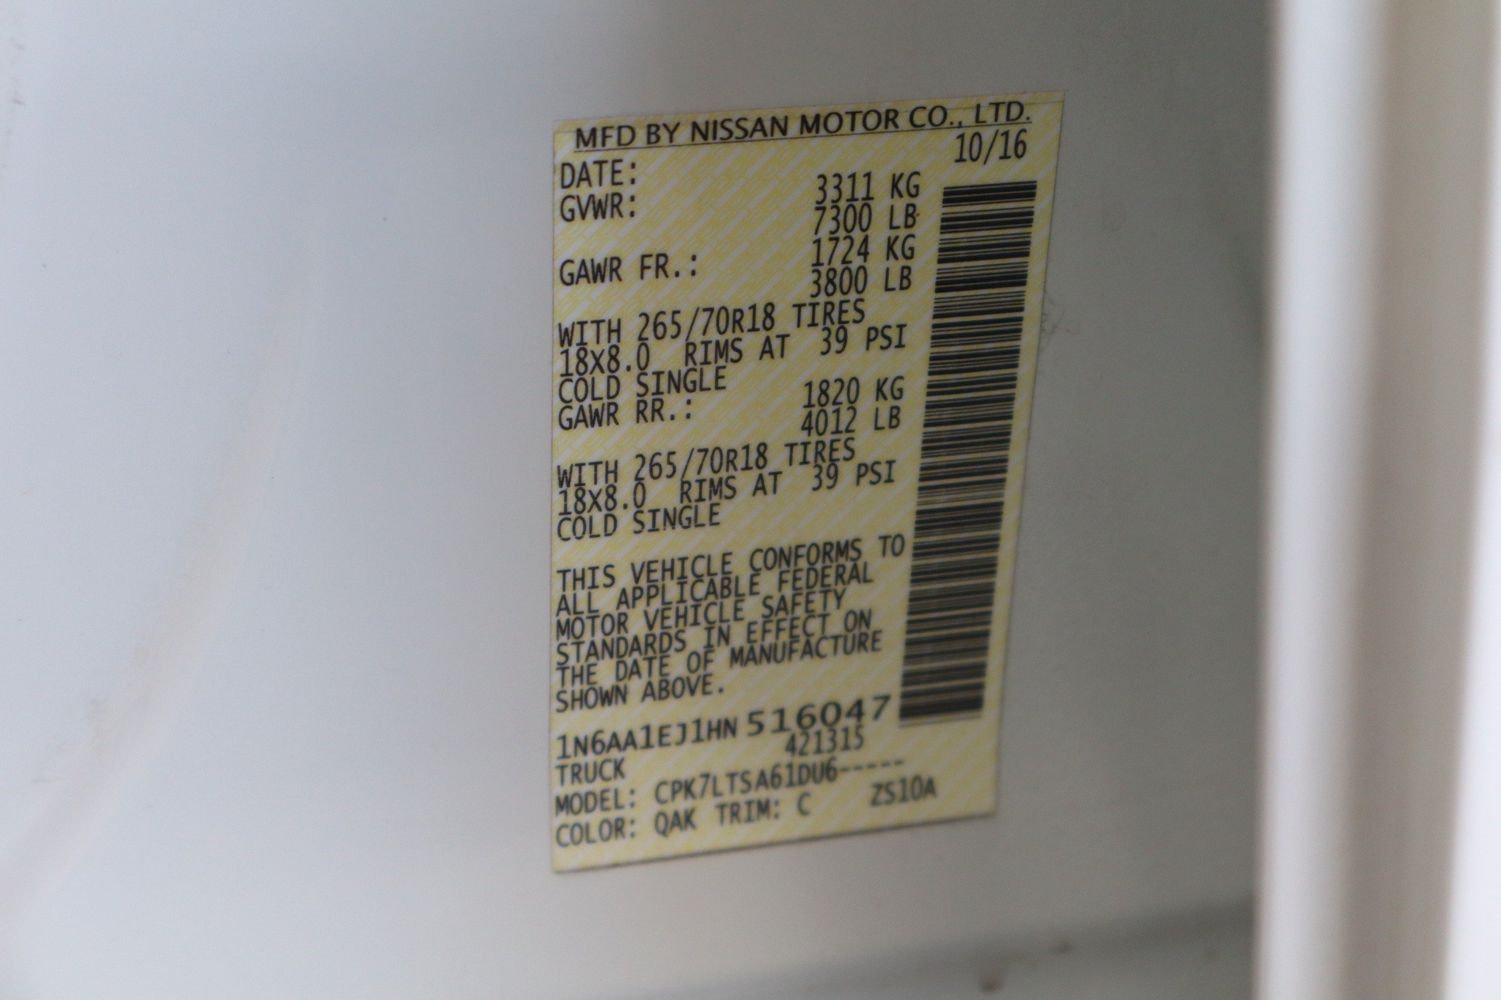 MFD BY NISSAN MOTOR CO., LTD.
DATE: 10/16
GVWR: 3311 KG
7300 LB
GAWR FR.: 1724 KG
3800 LB
WITH 265/70R18 TIRES
18X8.0 RIMS AT 39 PSI
COLD SINGLE
GAWR RR.: 1820 KG
4012 LB
WITH 265/70R18 TIRES
18X8.0 RIMS AT 39 PSI
COLD SINGLE
THIS VEHICLE CONFORMS TO
ALL APPLICABLE FEDERAL
MOTOR VEHICLE SAFETY
STANDARDS IN EFFECT ON
THE DATE OF MANUFACTURE
SHOWN ABOVE.
1N6AA1EJ1HN516047
TRUCK 421315
MODEL: CPK7LTSA61DU6-----
COLOR: QAK TRIM: C ZS10A